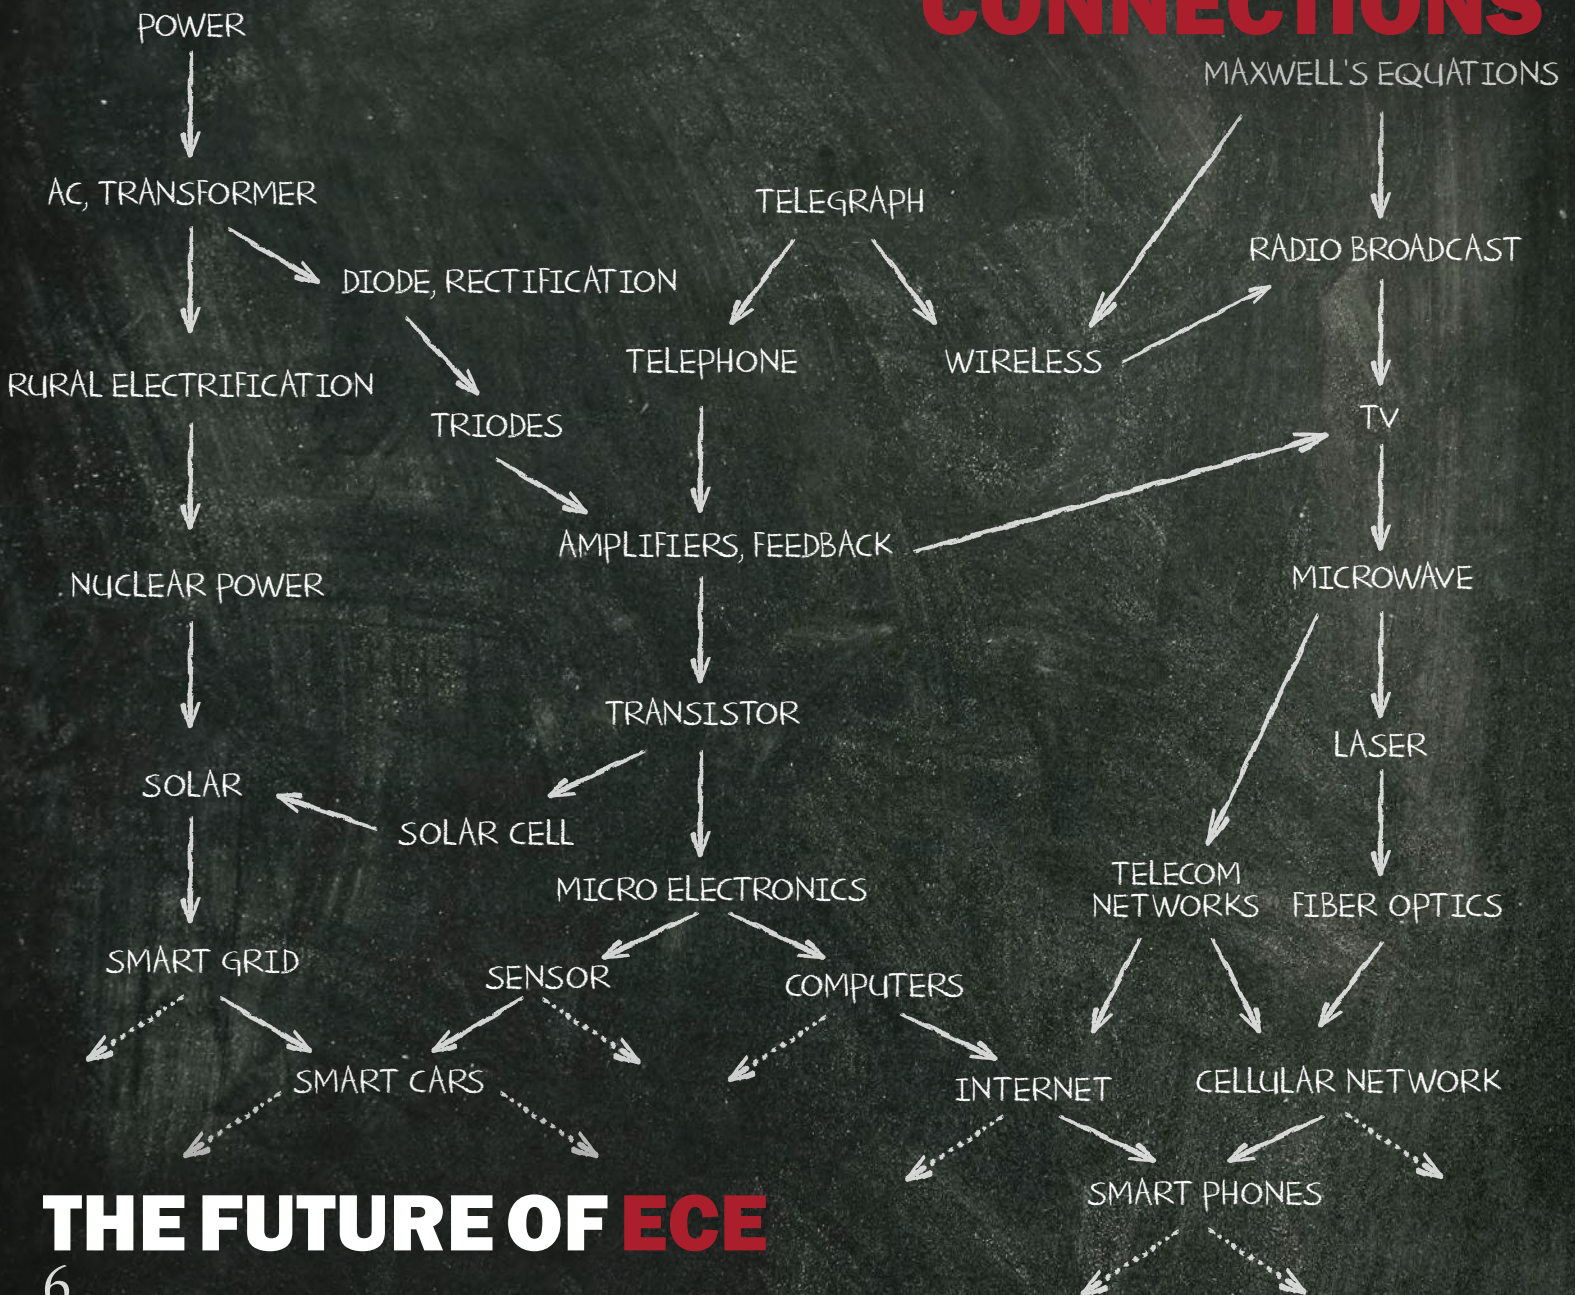 CONNECTIONS
POWER
MAXWELL'S EQUATIONS
AC, TRANSFORMER
TELEGRAPH
RADIO BROADCAST
DIODE, RECTIFICATION
TELEPHONE
WIRELESS
RURAL ELECTRIFICATION
TRIODES
TV
AMPLIFIERS, FEEDBACK
NUCLEAR POWER
MICROWAVE
TRANSISTOR
LASER
SOLAR
SOLAR CELL
TELECOM
NETWORKS
FIBER OPTICS
MICRO ELECTRONICS
SMART GRID
SENSOR
COMPUTERS
SMART CARS
INTERNET
CELLULAR NETWORK
SMART PHONES
THE FUTURE OF ECE
6